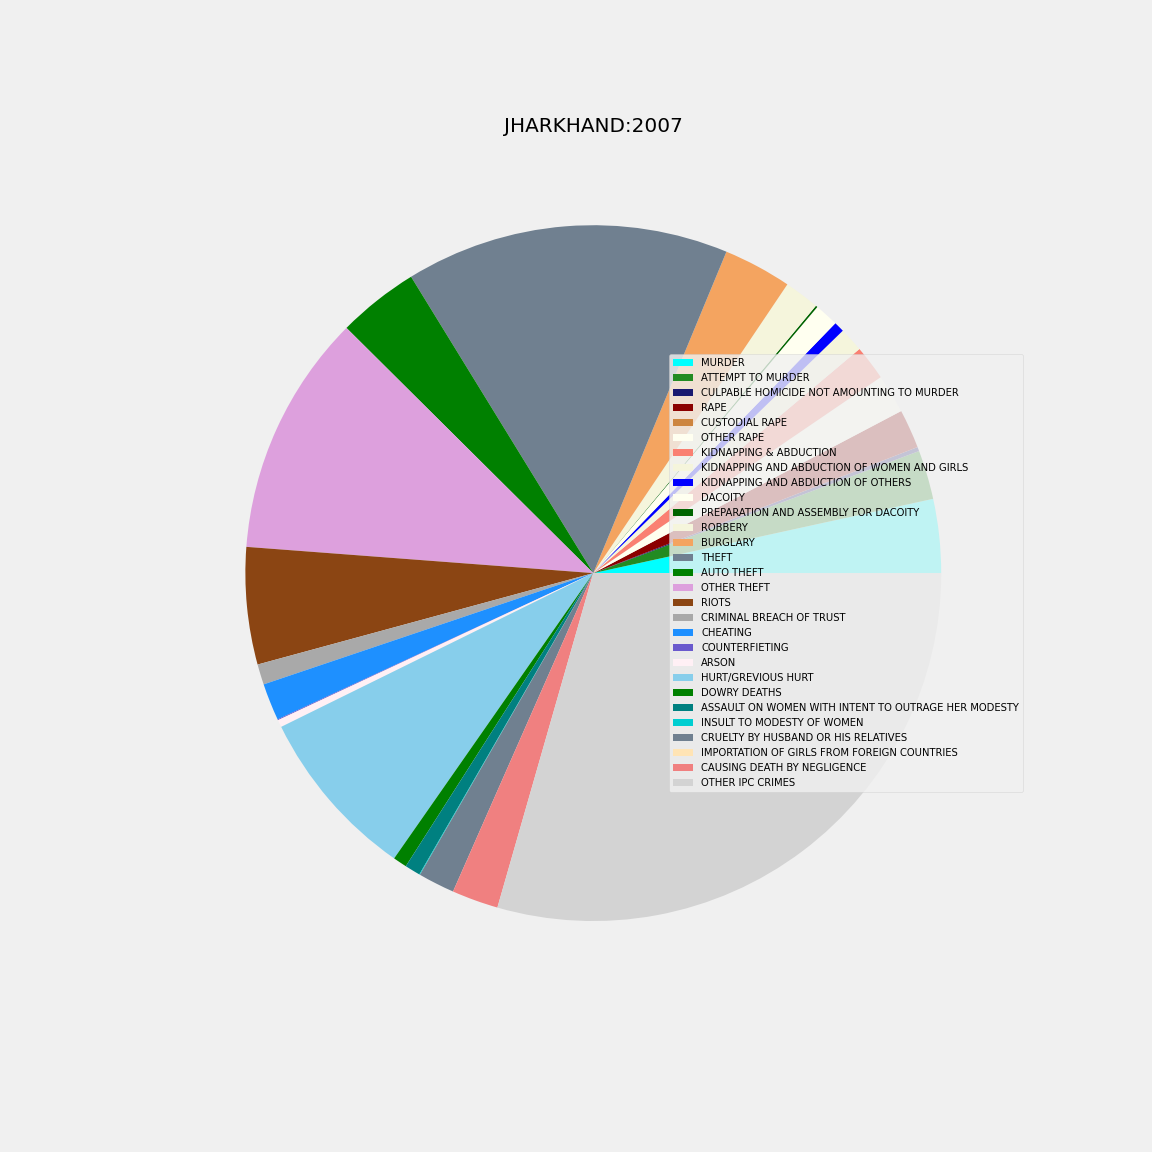 JHARKHAND:2007
MURDER
ATTEMPT TO MURDER
CULPABLE HOMICIDE NOT AMOUNTING TO MURDER
RAPE
CUSTODIAL RAPE
OTHER RAPE
KIDNAPPING & ABDUCTION
KIDNAPPING AND ABDUCTION OF WOMEN AND GIRLS
KIDNAPPING AND ABDUCTION OF OTHERS
DACOITY
PREPARATION AND ASSEMBLY FOR DACOITY
ROBBERY
BURGLARY
THEFT
AUTO THEFT
OTHER THEFT
RIOTS
CRIMINAL BREACH OF TRUST
CHEATING
COUNTERFIETING
ARSON
HURT/GREVIOUS HURT
DOWRY DEATHS
ASSAULT ON WOMEN WITH INTENT TO OUTRAGE HER MODESTY
INSULT TO MODESTY OF WOMEN
CRUELTY BY HUSBAND OR HIS RELATIVES
IMPORTATION OF GIRLS FROM FOREIGN COUNTRIES
CAUSING DEATH BY NEGLIGENCE
OTHER IPC CRIMES